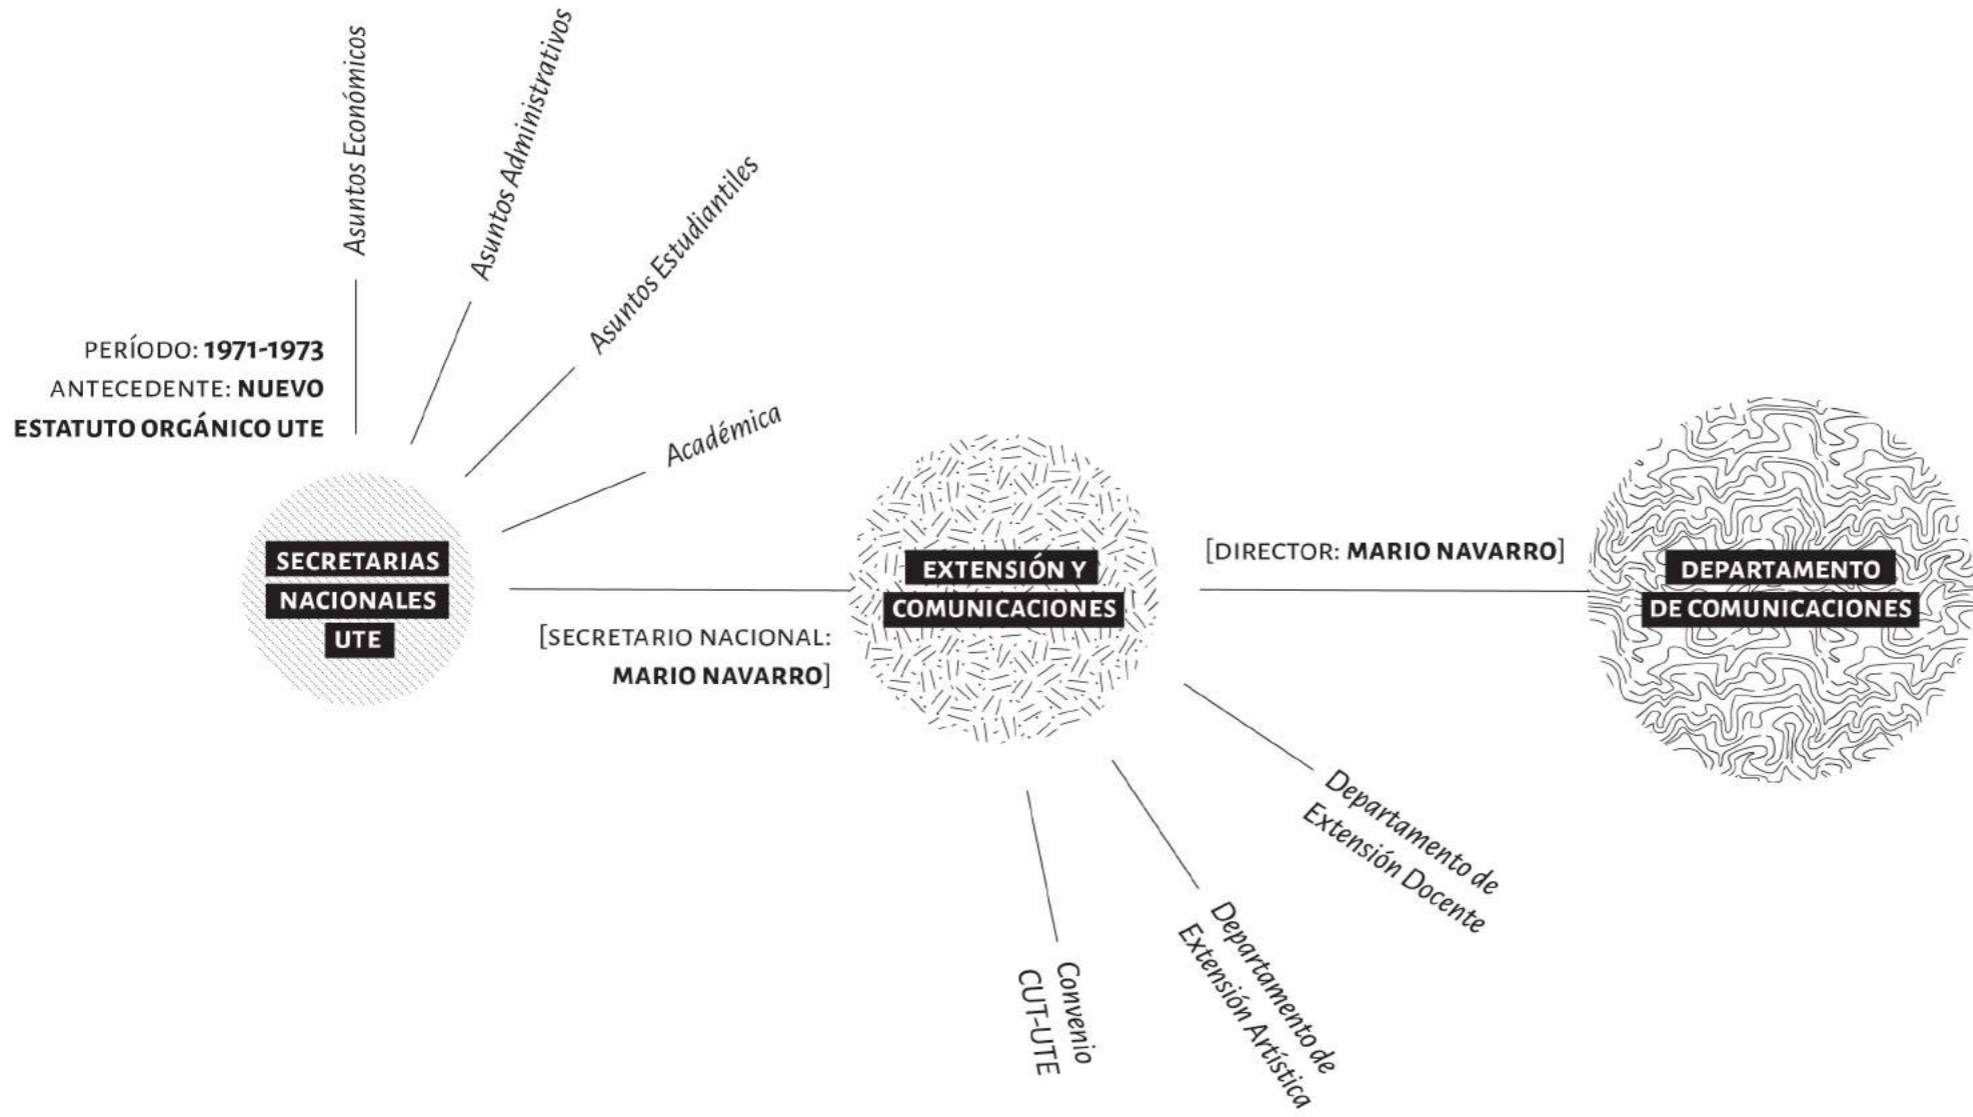 Asuntos Económicos
Asuntos Administrativos
Asuntos Estudiantiles
Académica
PERÍODO: 1971-1973
ANTECEDENTE: NUEVO
ESTATUTO ORGÁNICO UTE
SECRETARIAS
NACIONALES
UTE
[SECRETARIO NACIONAL:
MARIO NAVARRO]
EXTENSIÓN Y
COMUNICACIONES
[DIRECTOR: MARIO NAVARRO]
DEPARTAMENTO
DE COMUNICACIONES
Departamento de
Extensión Docente
Departamento de
Extensión Artística
Convenio
CUT-UTE